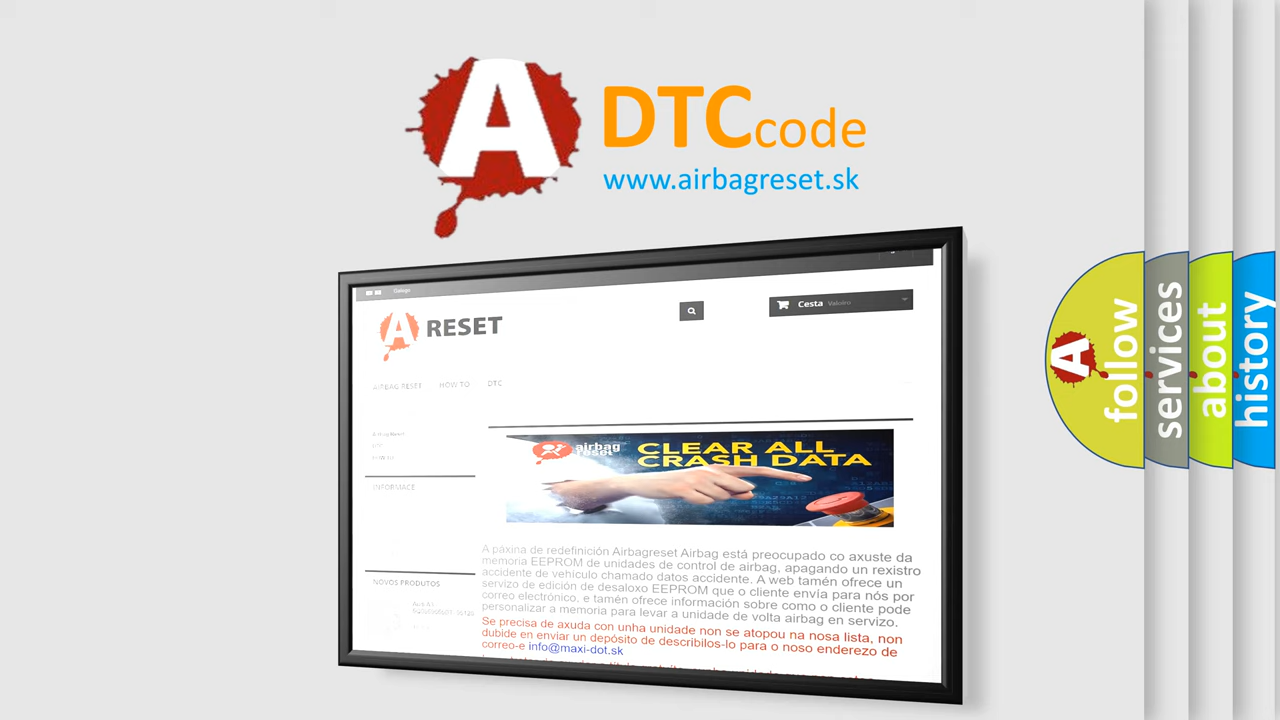 A
DTCcode
www.airbagreset.sk
Galego
A RESET
Cesta Valeiro
AIRBAG RESET HOW TO DTC
INFORMACE
airbag
reset
CLEAR ALL
CRASH DATA
A páxina de redefinición Airbagreset Airbag está preocupado co axuste da
memoria EEPROM de unidades de control de airbag, apagando un rexistro
accidente de vehículo chamado datos accidente. A web tamén ofrece un
servizo de edición de desaloxo EEPROM que o cliente envía para nós por
correo electrónico, e tamén ofrece información sobre como o cliente pode
personalizar a memoria para levar a unidade de volta airbag en servizo.
Se precisa de axuda con unha unidade non se atopou na nosa lista, non
dubide en enviar un depósito de describilos-lo para o noso enderezo de
correo-e info@maxi-dot.sk
NOVOS PRODUTOS
A
follow
services
about
history